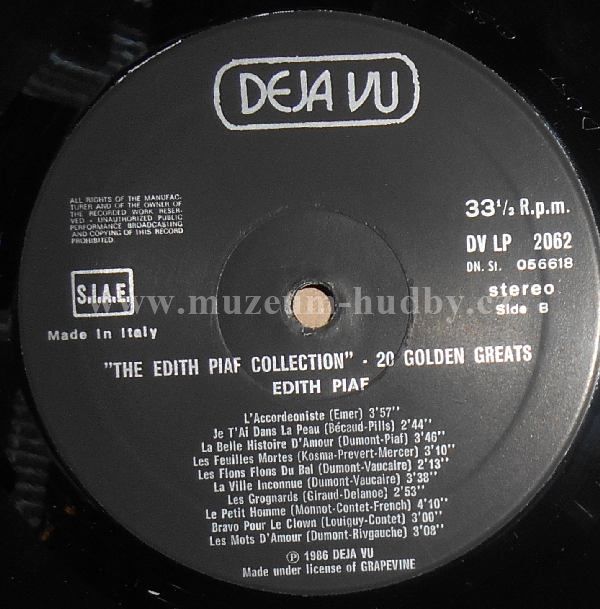 DEJA VU
ALL RIGHTS OF THE MANUFAC-
TURER AND OF THE OWNER OF
THE RECORDED WORK RESER-
VED - UNAUTHORIZED PUBLIC
PERFORMANCE BROADCASTING
AND COPYING OF THIS RECORD
PROHIBITED
33 1/3 R.p.m.
DV LP 2062
DN. SI. 056618
S.I.A.E.
stereo
Side B
www.muzeum-hudby.cz
Made in Italy
"THE EDITH PIAF COLLECTION" - 20 GOLDEN GREATS
EDITH PIAF
L'Accordeoniste (Emer) 3'57''
Je T'Ai Dans La Peau (Bécaud-Pills) 2'44''
La Belle Histoire D'Amour (Dumont-Piaf) 3'46''
Les Feuilles Mortes (Kosma-Prevert-Mercer) 3'10''
Les Flons Flons Du Bal (Dumont-Vaucaire) 2'13''
La Ville Inconnue (Dumont-Vaucaire) 3'38''
Les Grognards (Giraud-Delanoe) 2'53''
Le Petit Homme (Monnot-Contet-French) 4'10''
Bravo Pour Le Clown (Louiguy-Contet) 3'00''
Les Mots D'Amour (Dumont-Rivgauche) 3'08''
℗ 1986 DEJA VU
Made under license of GRAPEVINE